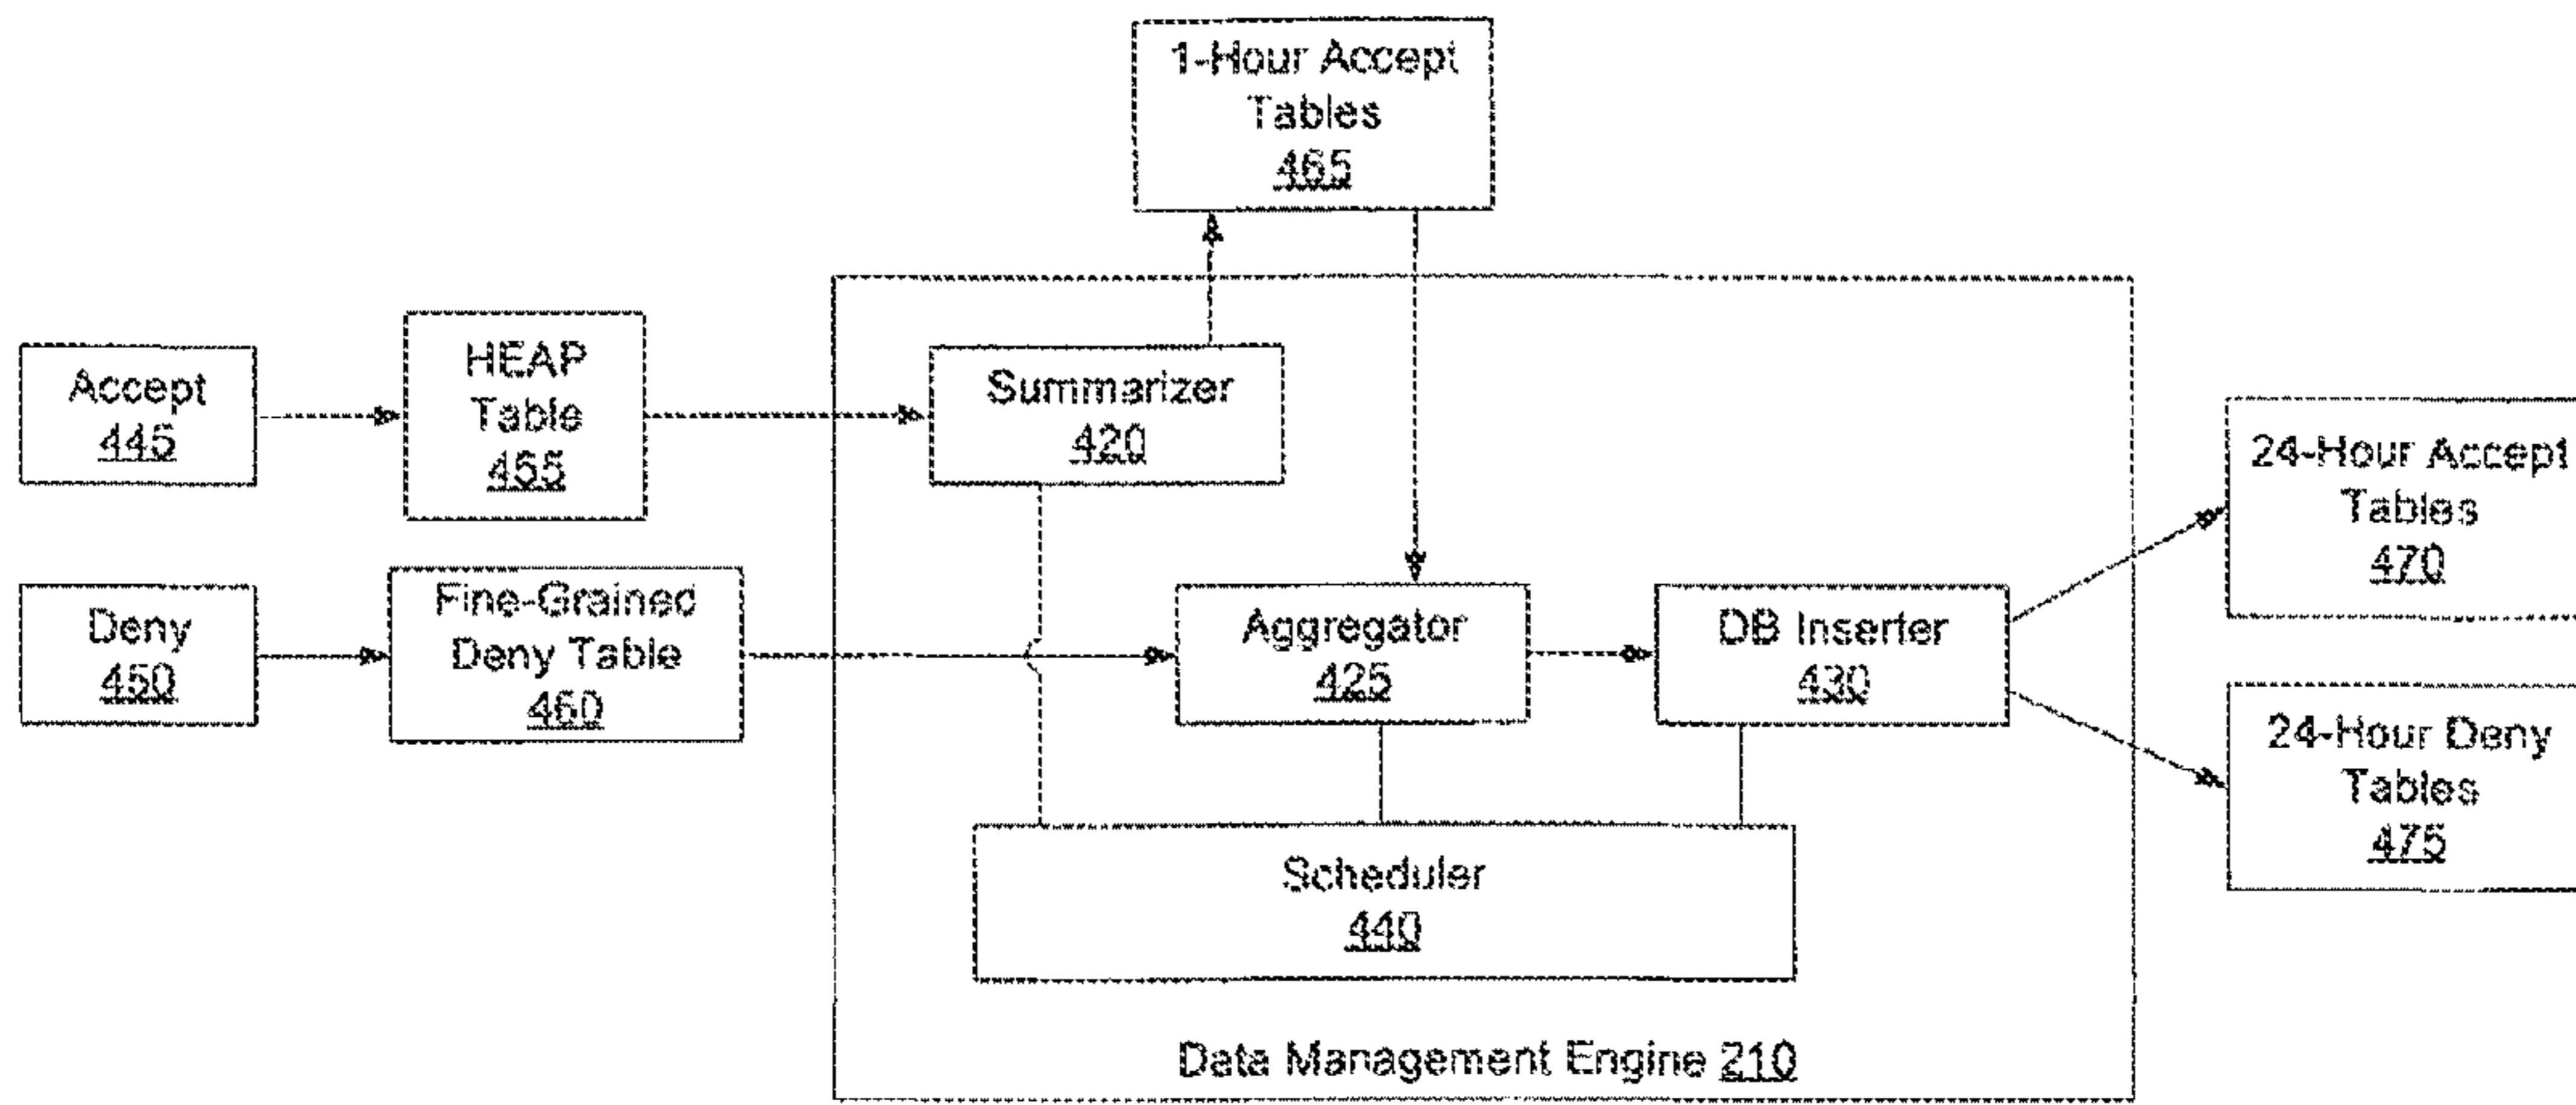 1-Hour Accept
Tables
465
Accept
445
HEAP
Table
455
Summarizer
420
24-Hour Accept
Tables
470
Deny
450
Fine-Grained
Deny Table
460
Aggregator
425
DB Inserter
430
24-Hour Deny
Tables
475
Scheduler
440
Data Management Engine 210